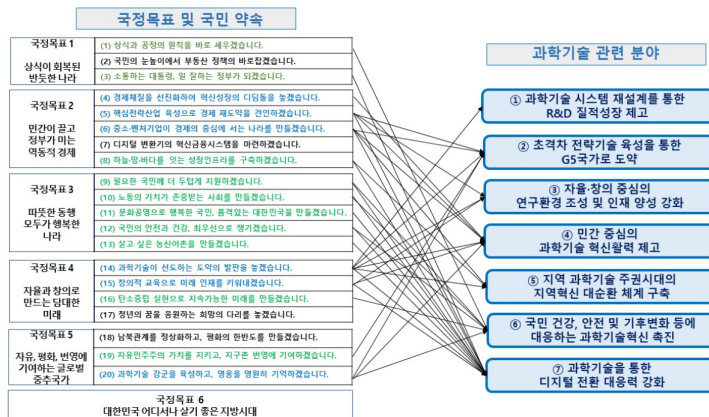 국정목표 및 국민 약속
국정목표 1
상식이 회복된
반듯한 나라
(1) 상식과 공정의 원칙을 바로 세우겠습니다.
(2) 국민의 눈높이에서 부동산 정책의 바로잡겠습니다.
(3) 소통하는 대통령, 일 잘하는 정부가 되겠습니다.
국정목표 2
민간이 끌고
정부가 미는
역동적 경제
(4) 경제체질을 선진화하여 혁신성장의 디딤돌을 놓겠습니다.
(5) 핵심전략산업 육성으로 경제 재도약을 견인하겠습니다.
(6) 중소·벤처기업이 경제의 중심에 서는 나라를 만들겠습니다.
(7) 디지털 변환기의 혁신금융시스템을 마련하겠습니다.
(8) 하늘·땅·바다를 잇는 성장인프라를 구축하겠습니다.
국정목표 3
따뜻한 동행
모두가 행복한
나라
(9) 필요한 국민께 더 두텁게 지원하겠습니다.
(10) 노동의 가치가 존중받는 사회를 만들겠습니다.
(11) 문화공영으로 행복한 국민, 품격있는 대한민국을 만들겠습니다.
(12) 국민의 안전과 건강, 최우선으로 챙기겠습니다.
(13) 살고 싶은 농산어촌을 만들겠습니다.
국정목표 4
자율과 창의로
만드는 담대한
미래
(14) 과학기술이 선도하는 도약의 발판을 놓겠습니다.
(15) 창의적 교육으로 미래 인재를 키워내겠습니다.
(16) 탄소중립 실현으로 지속가능한 미래를 만들겠습니다.
(17) 청년의 꿈을 응원하는 희망의 다리를 놓겠습니다.
국정목표 5
자유, 평화, 번영에
기여하는 글로벌
중추국가
(18) 남북관계를 정상화하고, 평화의 한반도를 만들겠습니다.
(19) 자유민주주의 가치를 지키고, 지구촌 번영에 기여하겠습니다.
(20) 과학기술 강군을 육성하고, 영웅을 영원히 기억하겠습니다.
국정목표 6
대한민국 어디서나 살기 좋은 지방시대
과학기술 관련 분야
① 과학기술 시스템 재설계를 통한
R&D 질적성장 제고
② 초격차 전략기술 육성을 통한
G5국가로 도약
③ 자율·창의 중심의
연구환경 조성 및 인재 양성 강화
④ 민간 중심의
과학기술 혁신활력 제고
⑤ 지역 과학기술 주권시대의
지역혁신 대순환 체계 구축
⑥ 국민 건강, 안전 및 기후변화 등에
대응하는 과학기술혁신 촉진
⑦ 과학기술을 통한
디지털 전환 대응력 강화